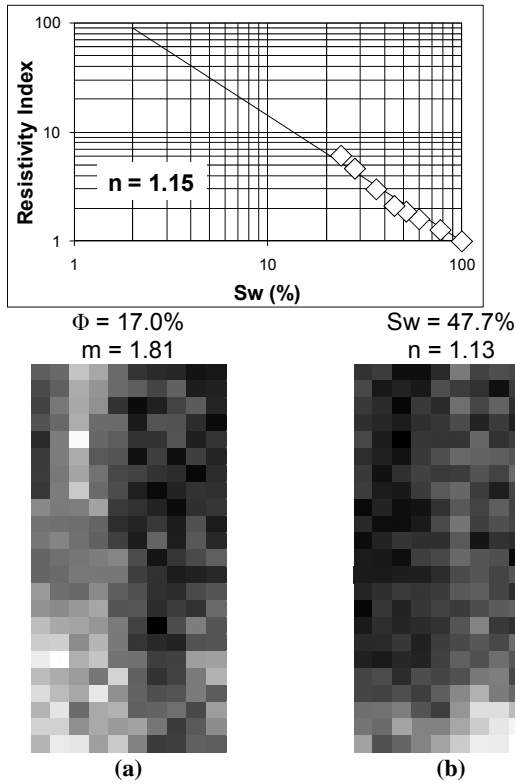 100
Resistivity Index
10
n = 1.15
1
1 10 100
Sw (%)
Φ = 17.0% Sw = 47.7%
m = 1.81 n = 1.13
(a) (b)